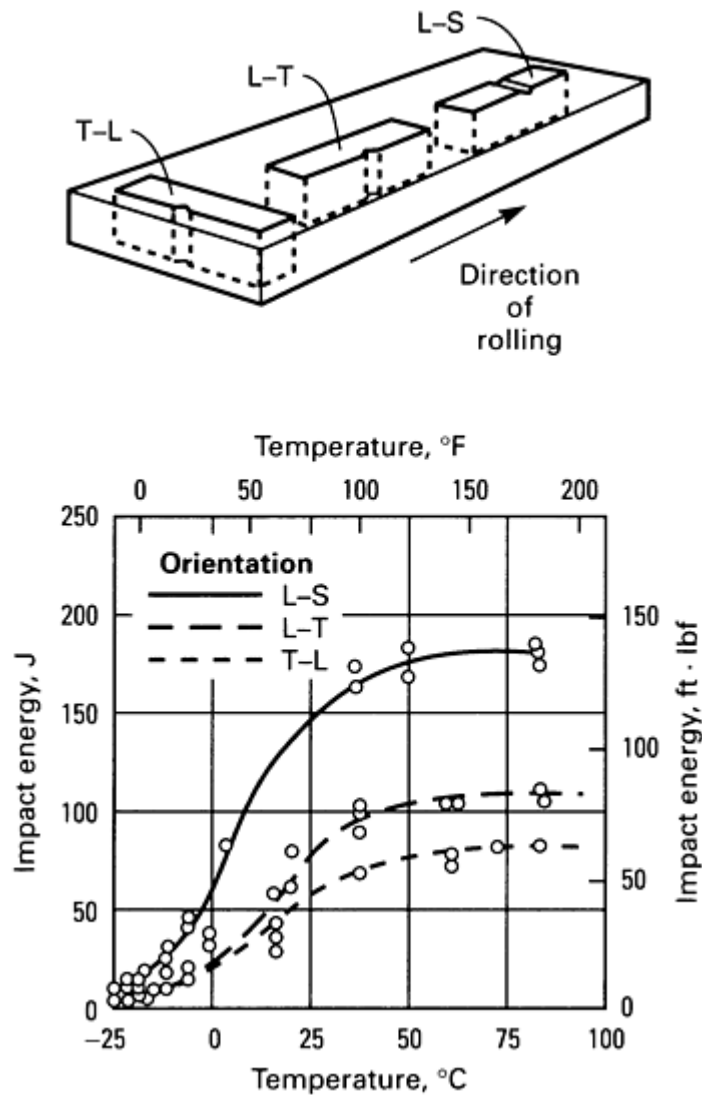 L–S
L–T
T–L
Direction
of
rolling
Temperature, °F
0 50 100 150 200
250
200
150
100
50
0
Impact energy, J
Orientation
L–S
L–T
T–L
150
100
50
0
Impact energy, ft · lbf
–25 0 25 50 75 100
Temperature, °C